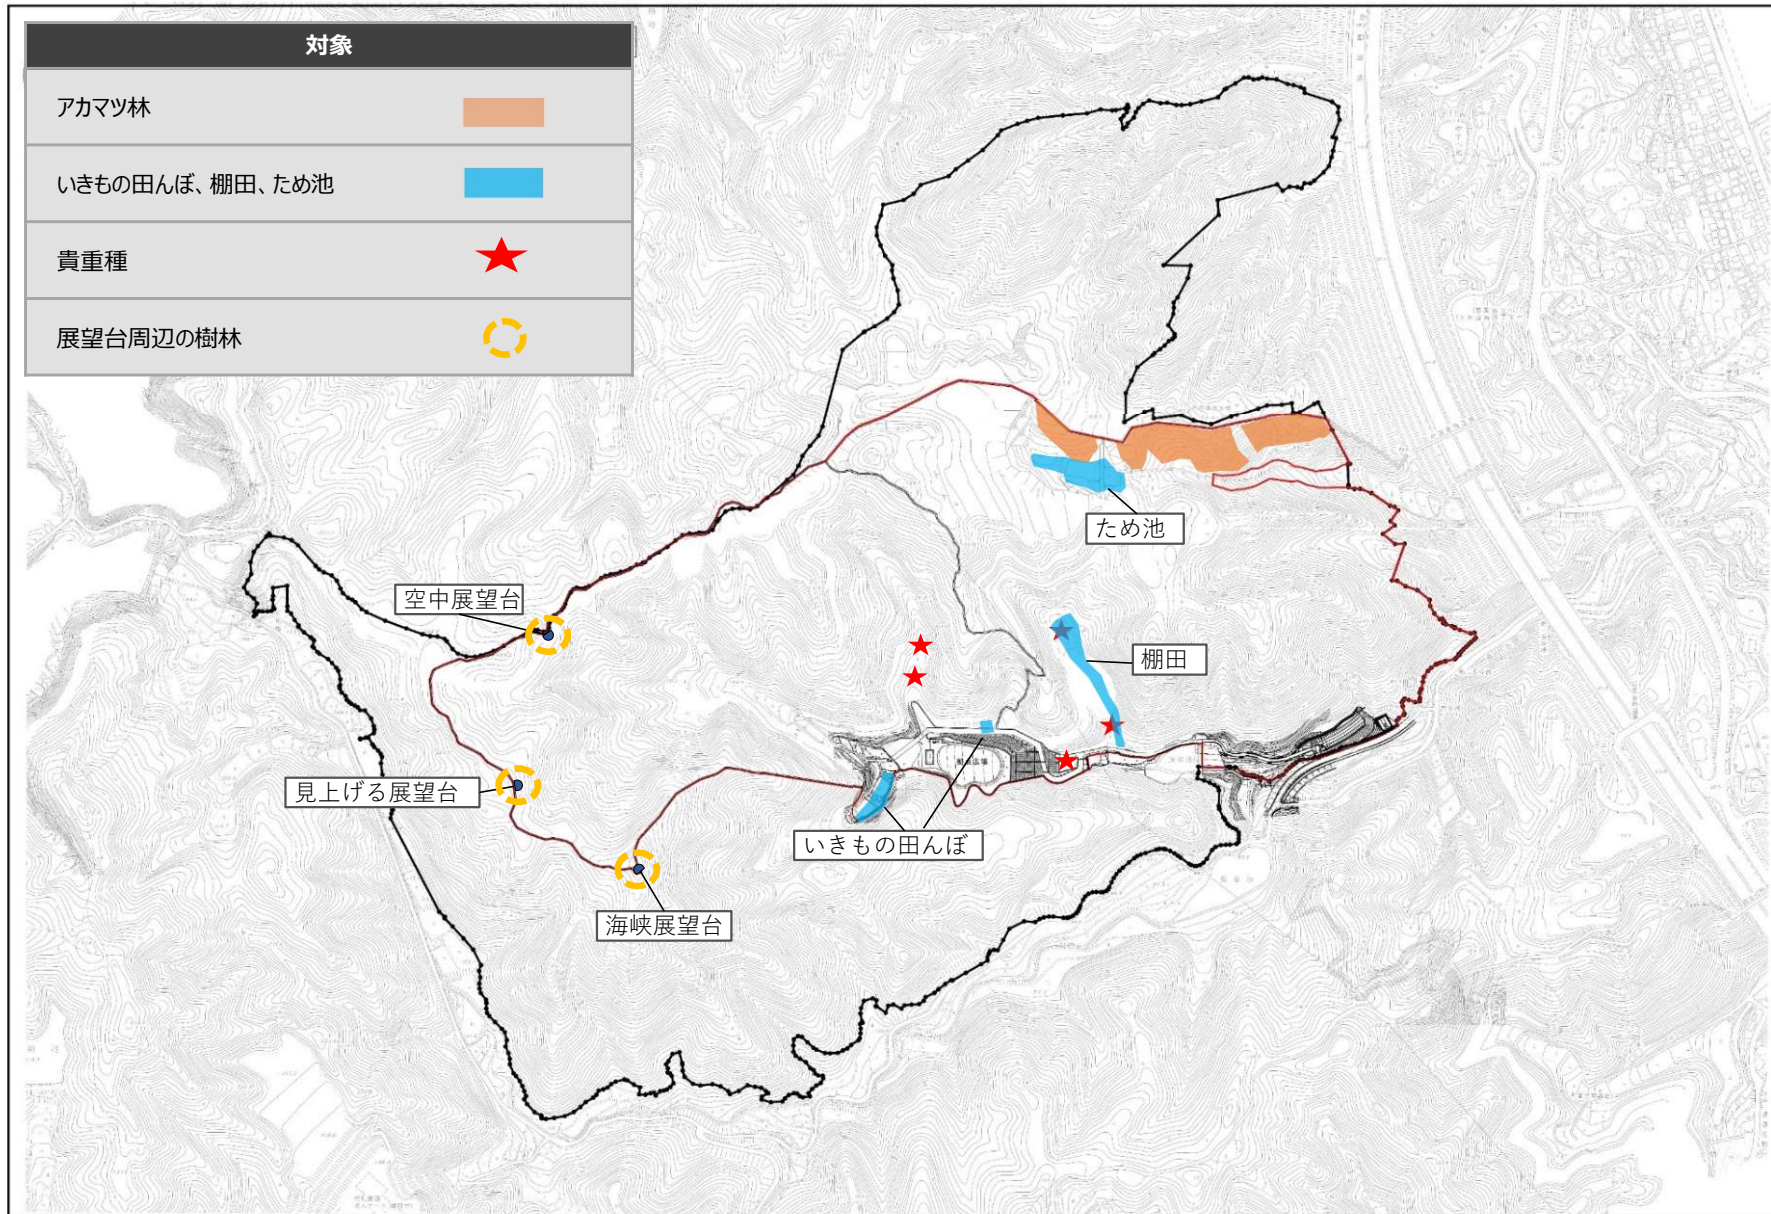 対象
アカマツ林
いきもの田んぼ、棚田、ため池
貴重種
展望台周辺の樹林
ため池
空中展望台
棚田
見上げる展望台
いきもの田んぼ
海峡展望台